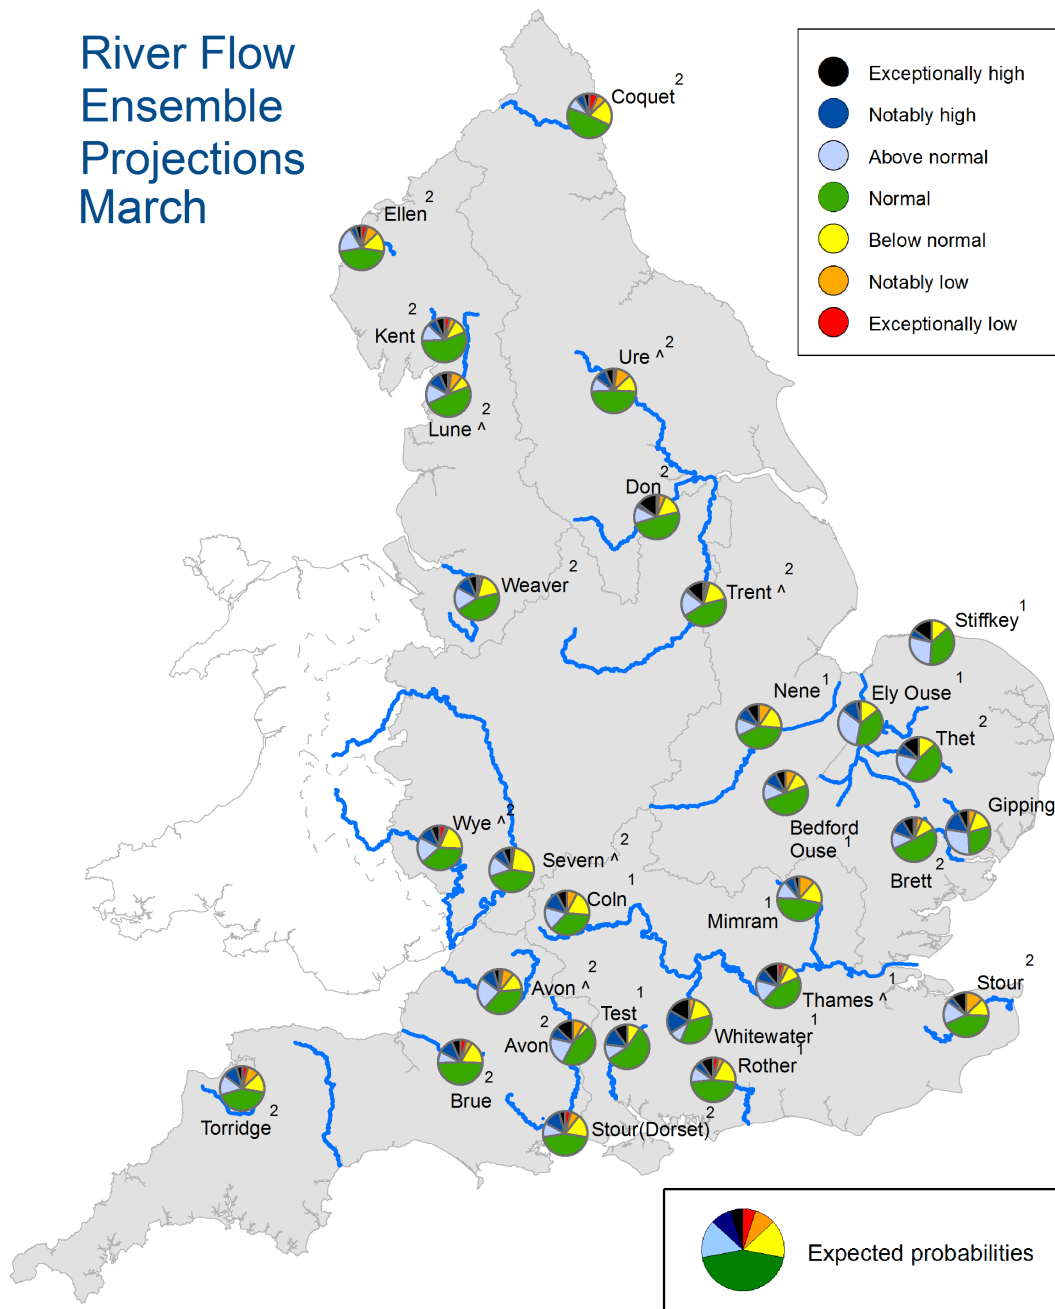 River Flow
Ensemble
Projections
March
Exceptionally high
Notably high
Above normal
Normal
Below normal
Notably low
Exceptionally low
Coquet 2
Ellen 2
Kent 2
Lune ^ 2
Ure ^ 2
Don 2
Weaver 2
Trent ^ 2
Stiffkey 1
Nene 1
Ely Ouse 1
Thet 2
Gipping
Bedford
Ouse 1
Brett 2
Wye ^ 2
Severn ^ 2
Coln 1
Mimram 1
Avon ^ 2
Thames ^ 1
Stour 2
Test 1
Avon 2
Whitewater 1
Rother 1
Brue 2
Torridge 2
Stour(Dorset) 2
Expected probabilities